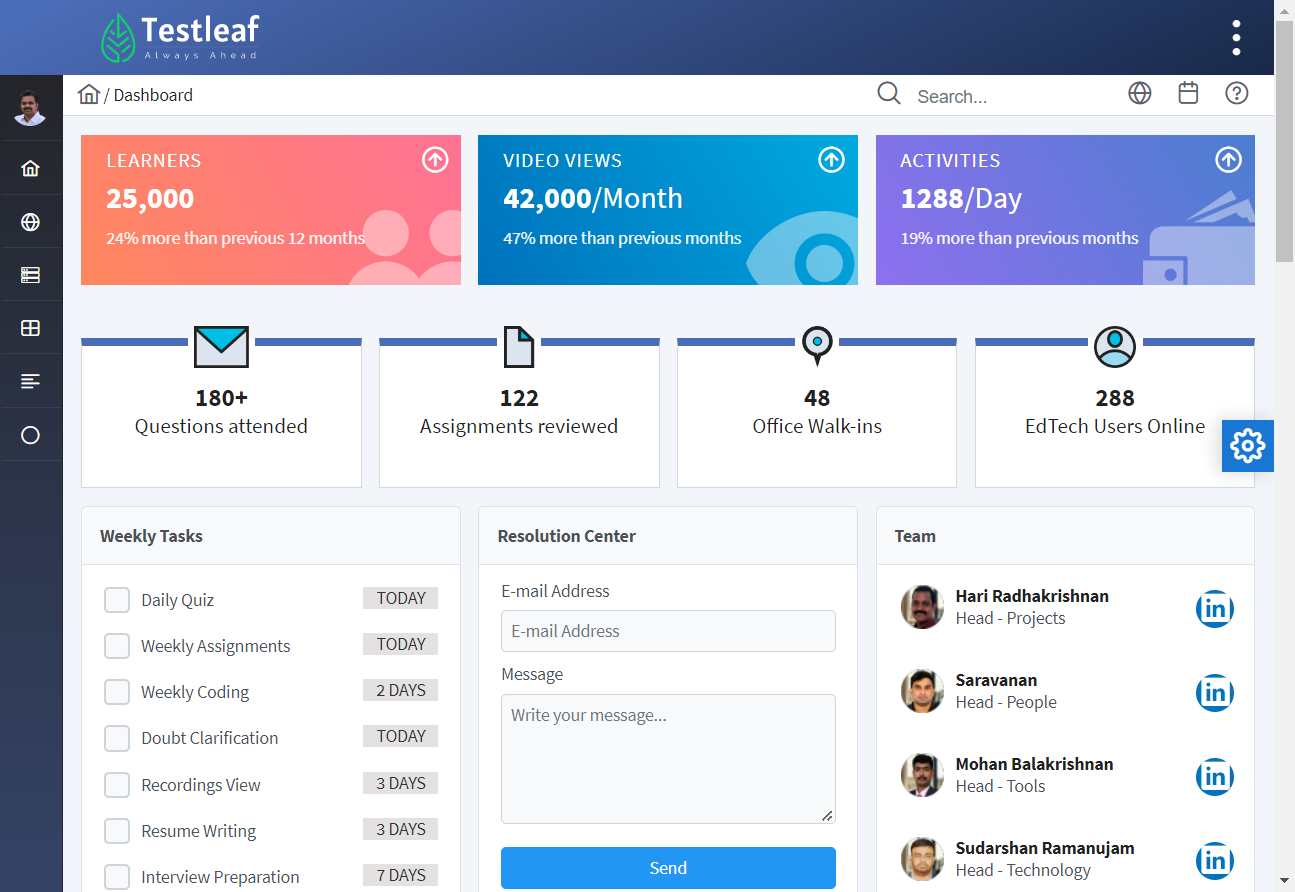 Testleaf
Always Ahead
/ Dashboard
Search...
LEARNERS
25,000
24% more than previous 12 months
VIDEO VIEWS
42,000/Month
47% more than previous months
ACTIVITIES
1288/Day
19% more than previous months
180+
Questions attended
122
Assignments reviewed
48
Office Walk-ins
288
EdTech Users Online
Weekly Tasks
Daily Quiz TODAY
Weekly Assignments TODAY
Weekly Coding 2 DAYS
Doubt Clarification TODAY
Recordings View 3 DAYS
Resume Writing 3 DAYS
Interview Preparation 7 DAYS
Resolution Center
E-mail Address
E-mail Address
Message
Write your message...
Send
Team
Hari Radhakrishnan
Head - Projects
in
Saravanan
Head - People
in
Mohan Balakrishnan
Head - Tools
in
Sudarshan Ramanujam
Head - Technology
in